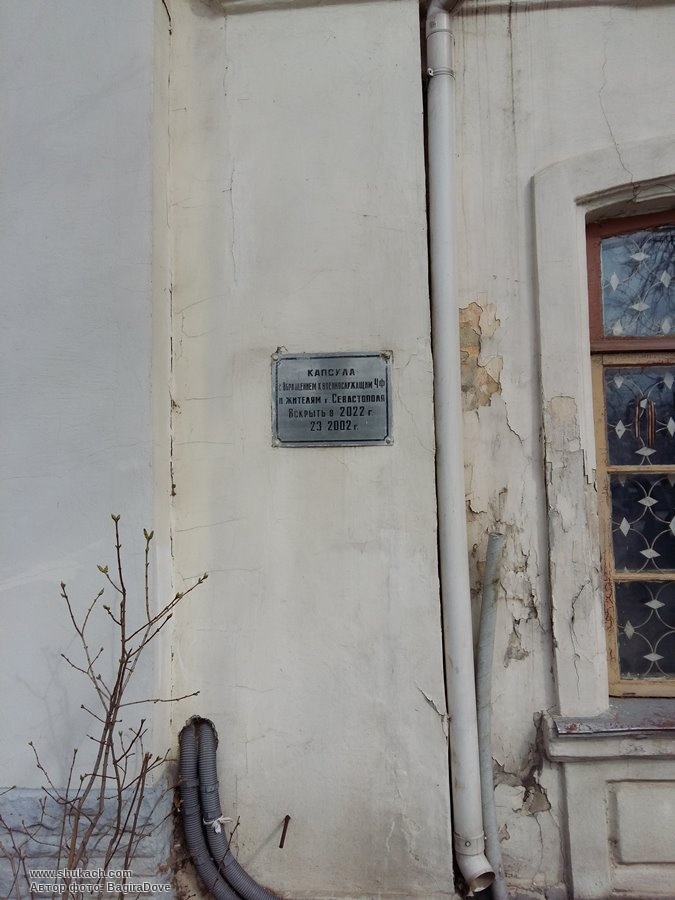 КАПСУЛА
с Обращением к военнослужащим ЧФ
и жителям г. Севастополя
Вскрыть в 2022 г.
23 2002 г.
www.shukach.com
Автор фото: BagiraDove